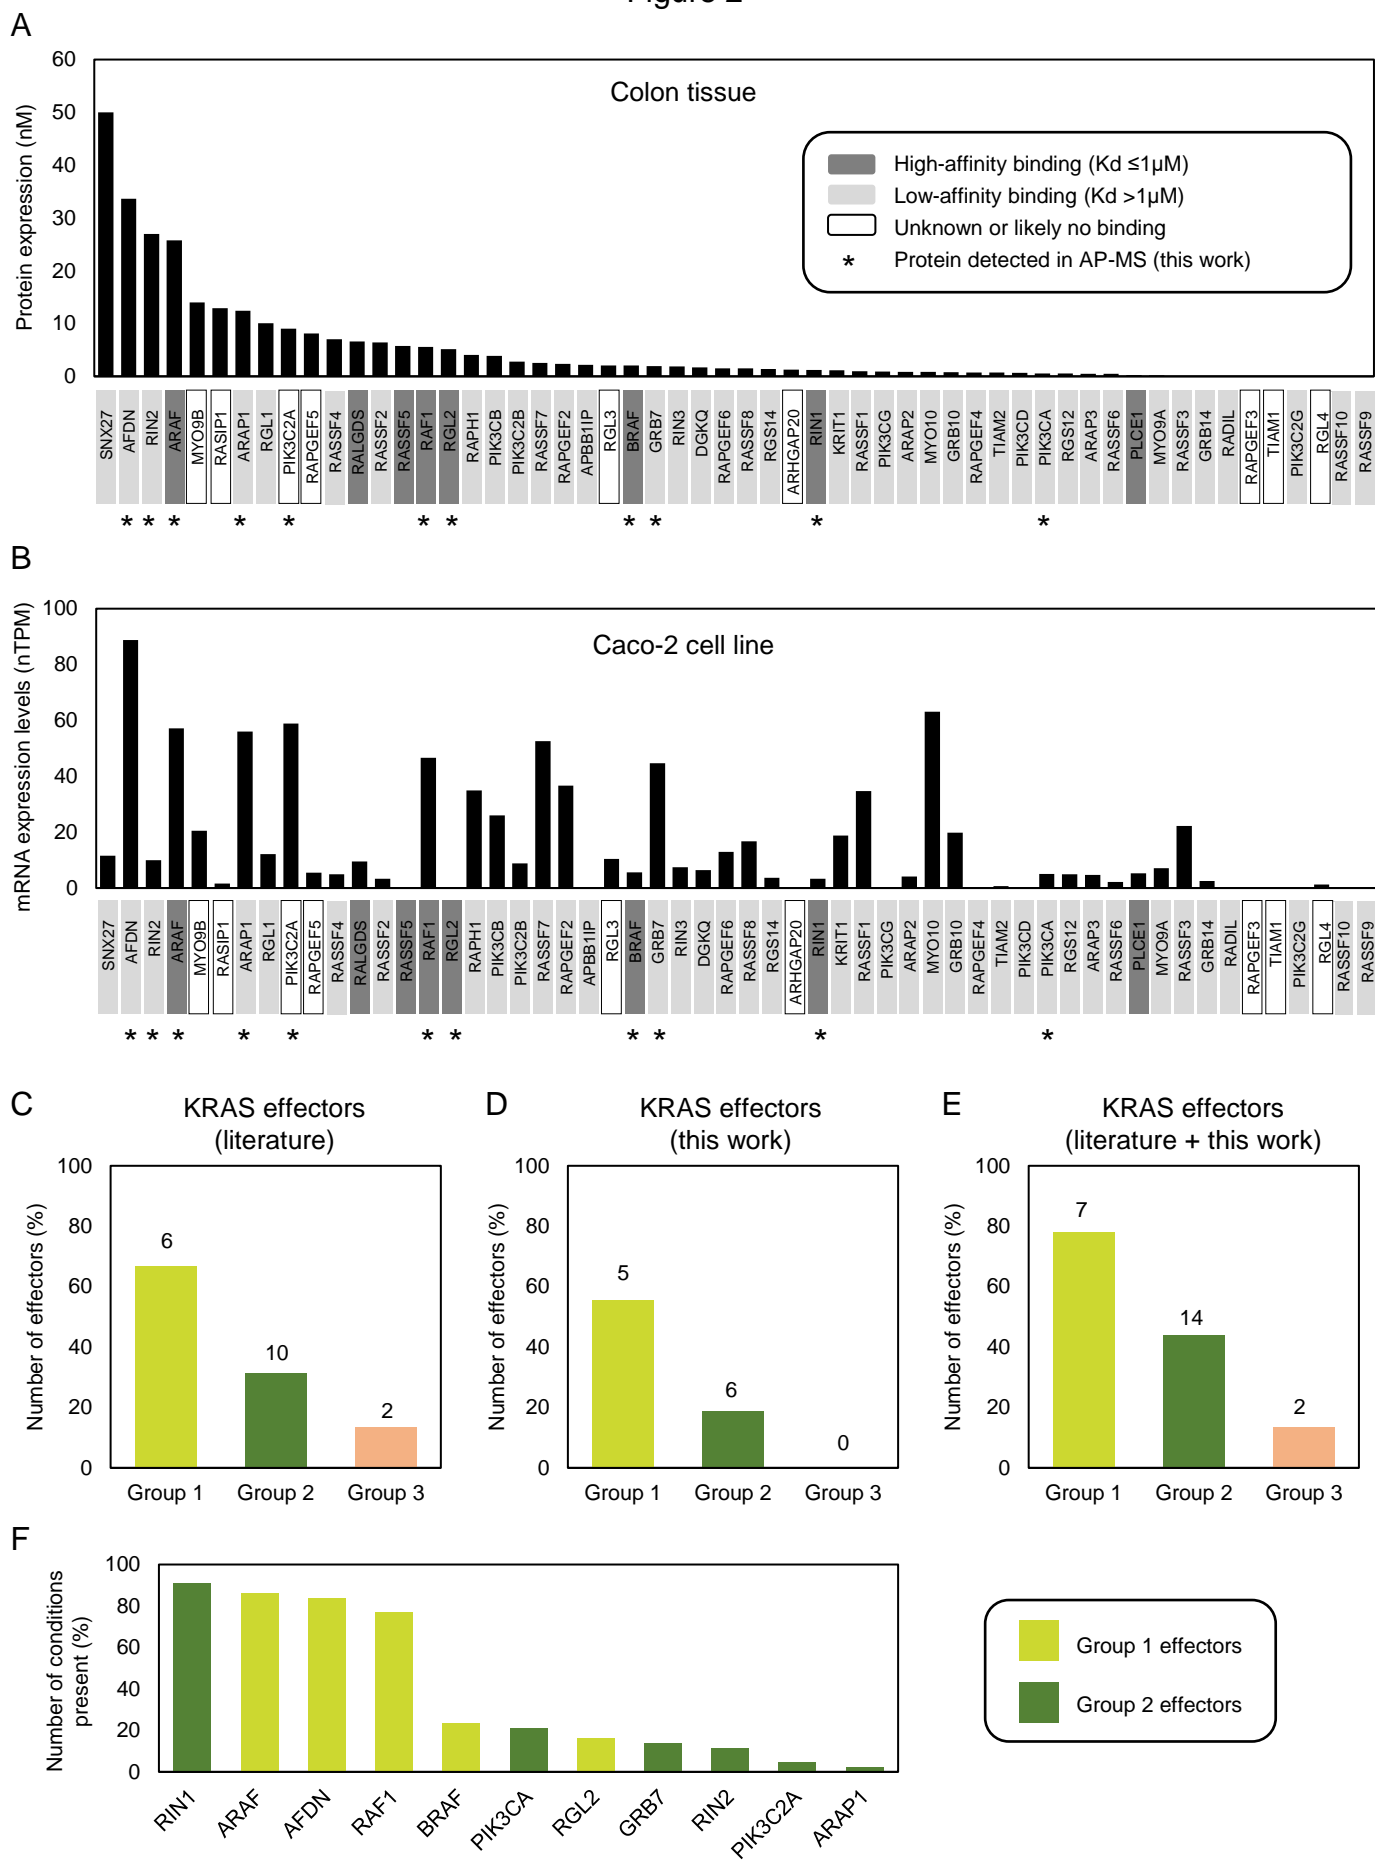 Figure 2
A
60
50
40
30
20
10
0
Protein expression (nM)
Colon tissue
High-affinity binding (Kd ≤1µM)
Low-affinity binding (Kd >1µM)
Unknown or likely no binding
* Protein detected in AP-MS (this work)
SNX27
AFDN
RIN2
ARAF
MYO9B
RASIP1
ARAP1
RGL1
PIK3C2A
RAPGEF5
RASSF4
RALGDS
RASSF2
RASSF5
RAF1
RGL2
RAPH1
PIK3CB
PIK3C2B
RASSF7
RAPGEF2
APBB1IP
RGL3
BRAF
GRB7
RIN3
DGKQ
RAPGEF6
RASSF8
RGS14
ARHGAP20
RIN1
KRIT1
RASSF1
PIK3CG
ARAP2
MYO10
GRB10
RAPGEF4
TIAM2
PIK3CD
PIK3CA
RGS12
ARAP3
RASSF6
PLCE1
MYO9A
RASSF3
GRB14
RADIL
RAPGEF3
TIAM1
PIK3C2G
RGL4
RASSF10
RASSF9
* * * * * * * * * * *
B
100
80
60
40
20
0
mRNA expression levels (nTPM)
Caco-2 cell line
SNX27
AFDN
RIN2
ARAF
MYO9B
RASIP1
ARAP1
RGL1
PIK3C2A
RAPGEF5
RASSF4
RALGDS
RASSF2
RASSF5
RAF1
RGL2
RAPH1
PIK3CB
PIK3C2B
RASSF7
RAPGEF2
APBB1IP
RGL3
BRAF
GRB7
RIN3
DGKQ
RAPGEF6
RASSF8
RGS14
ARHGAP20
RIN1
KRIT1
RASSF1
PIK3CG
ARAP2
MYO10
GRB10
RAPGEF4
TIAM2
PIK3CD
PIK3CA
RGS12
ARAP3
RASSF6
PLCE1
MYO9A
RASSF3
GRB14
RADIL
RAPGEF3
TIAM1
PIK3C2G
RGL4
RASSF10
RASSF9
* * * * * * * * * * *
C
KRAS effectors
(literature)
100
80
60
40
20
0
Number of effectors (%)
6
10
2
Group 1 Group 2 Group 3
D
KRAS effectors
(this work)
100
80
60
40
20
0
Number of effectors (%)
5
6
0
Group 1 Group 2 Group 3
E
KRAS effectors
(literature + this work)
100
80
60
40
20
0
Number of effectors (%)
7
14
2
Group 1 Group 2 Group 3
F
100
80
60
40
20
0
Number of conditions
present (%)
RIN1
ARAF
AFDN
RAF1
BRAF
PIK3CA
RGL2
GRB7
RIN2
PIK3C2A
ARAP1
Group 1 effectors
Group 2 effectors